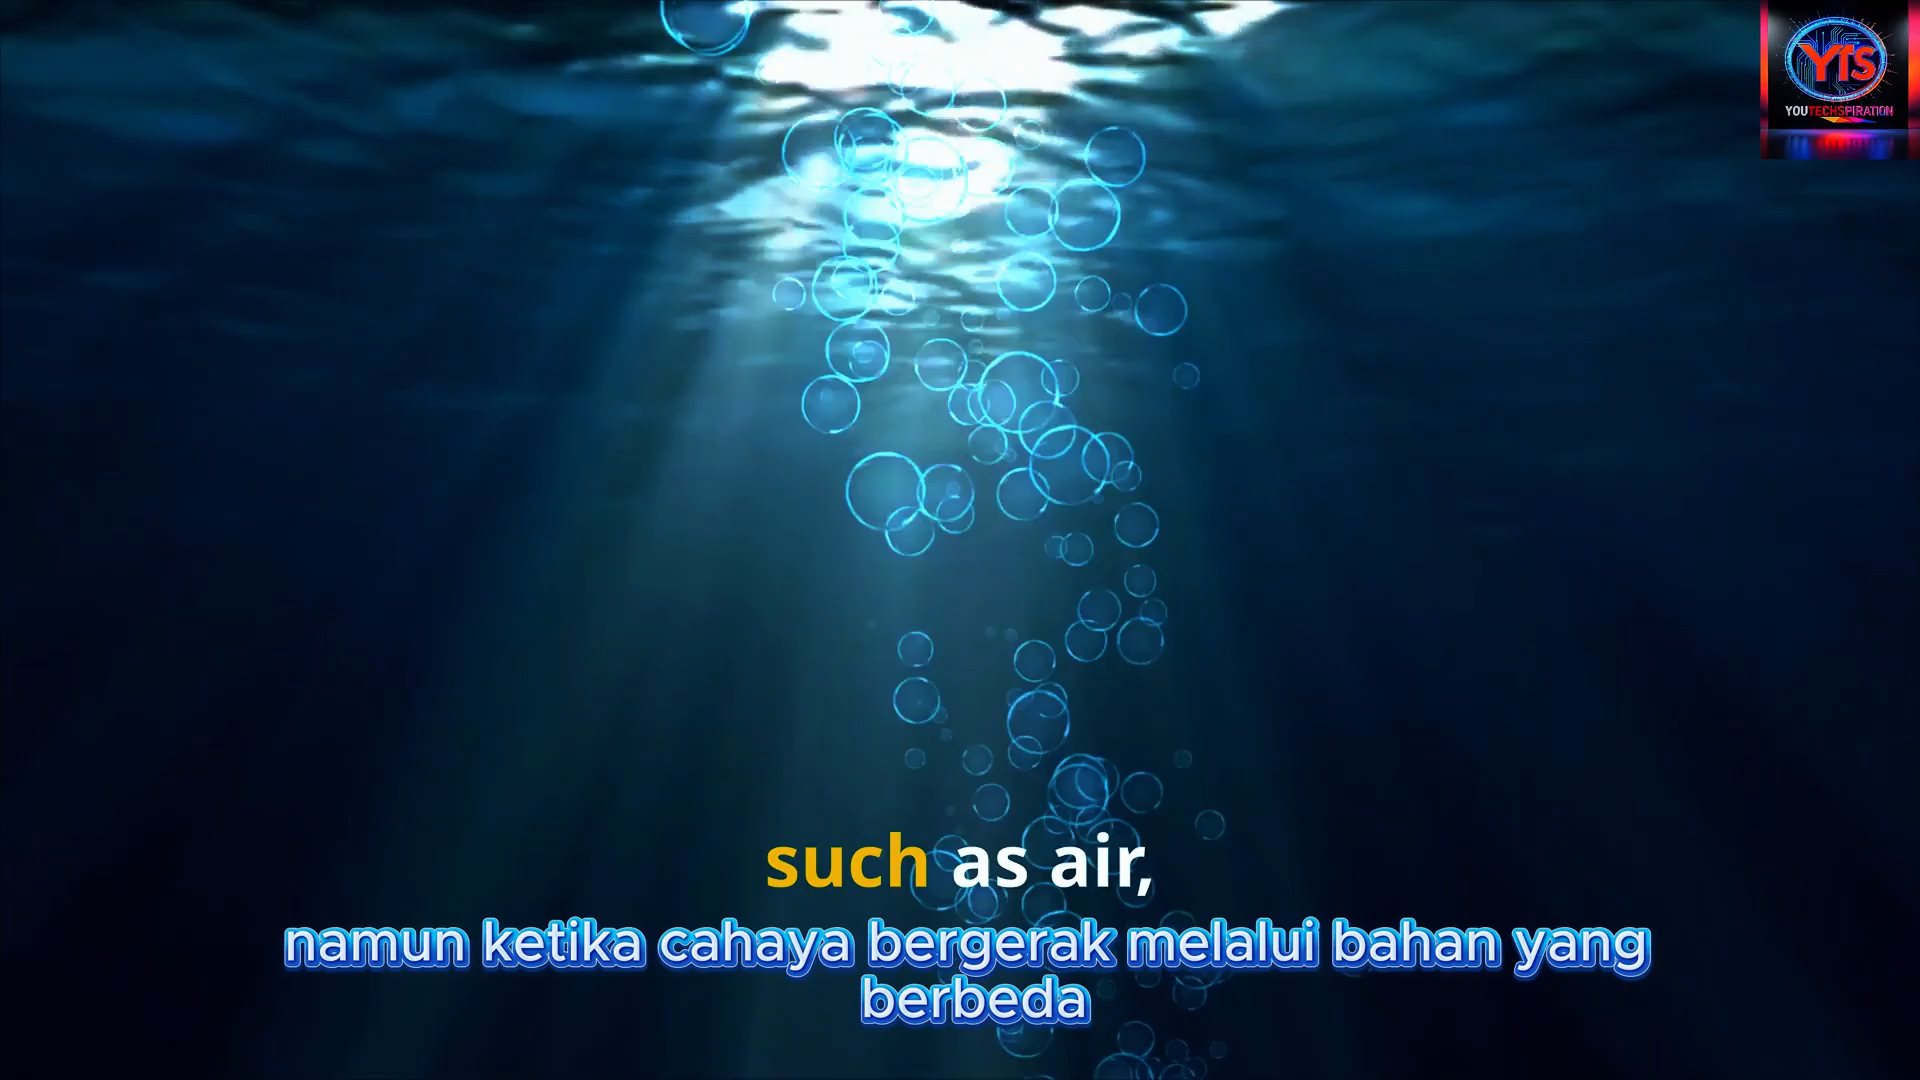 YTS
YOUTECHSPIRATION
such as air,
namun ketika cahaya bergerak melalui bahan yang
berbeda